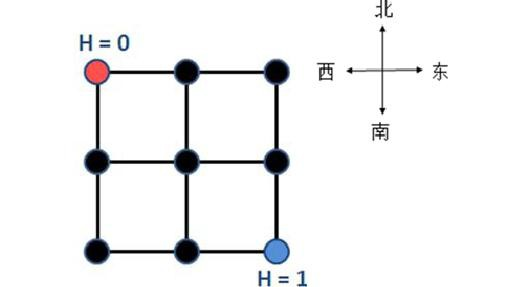 北
H = 0
西
东
南
H = 1